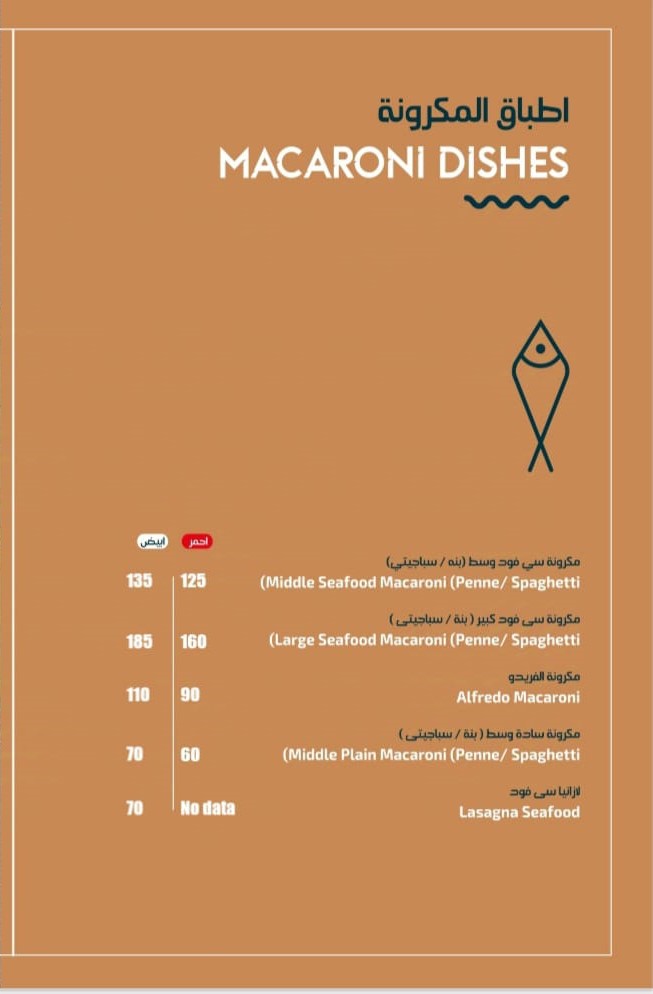 اطباق المكرونة
MACARONI DISHES
احمر ابيض
مكرونة سي فود وسط (بنه / سباجيتي)
(Middle Seafood Macaroni (Penne/ Spaghetti
125 135
مكرونة سى فود كبير ( بنة / سباجيتى )
(Large Seafood Macaroni (Penne/ Spaghetti
160 185
مكرونة الفريدو
Alfredo Macaroni
90 110
مكرونة سادة وسط ( بنة / سباجيتى )
(Middle Plain Macaroni (Penne/ Spaghetti
60 70
لازانيا سى فود
Lasagna Seafood
No data 70